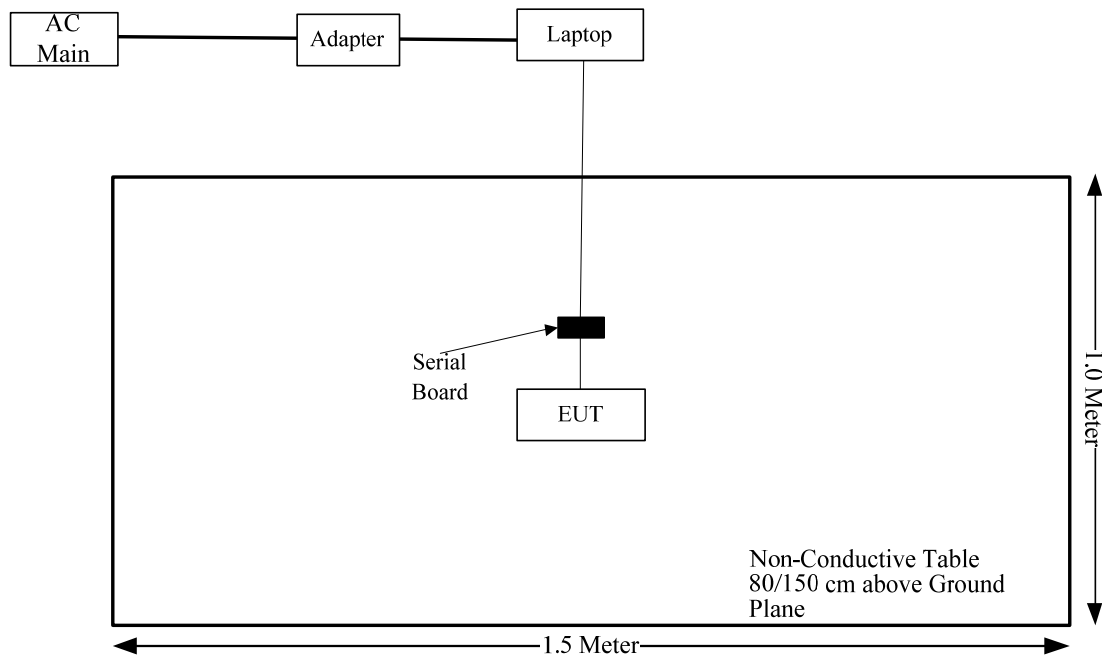 AC
Main
Adapter
Laptop
Serial
Board
EUT
1.0 Meter
Non-Conductive Table
80/150 cm above Ground
Plane
1.5 Meter